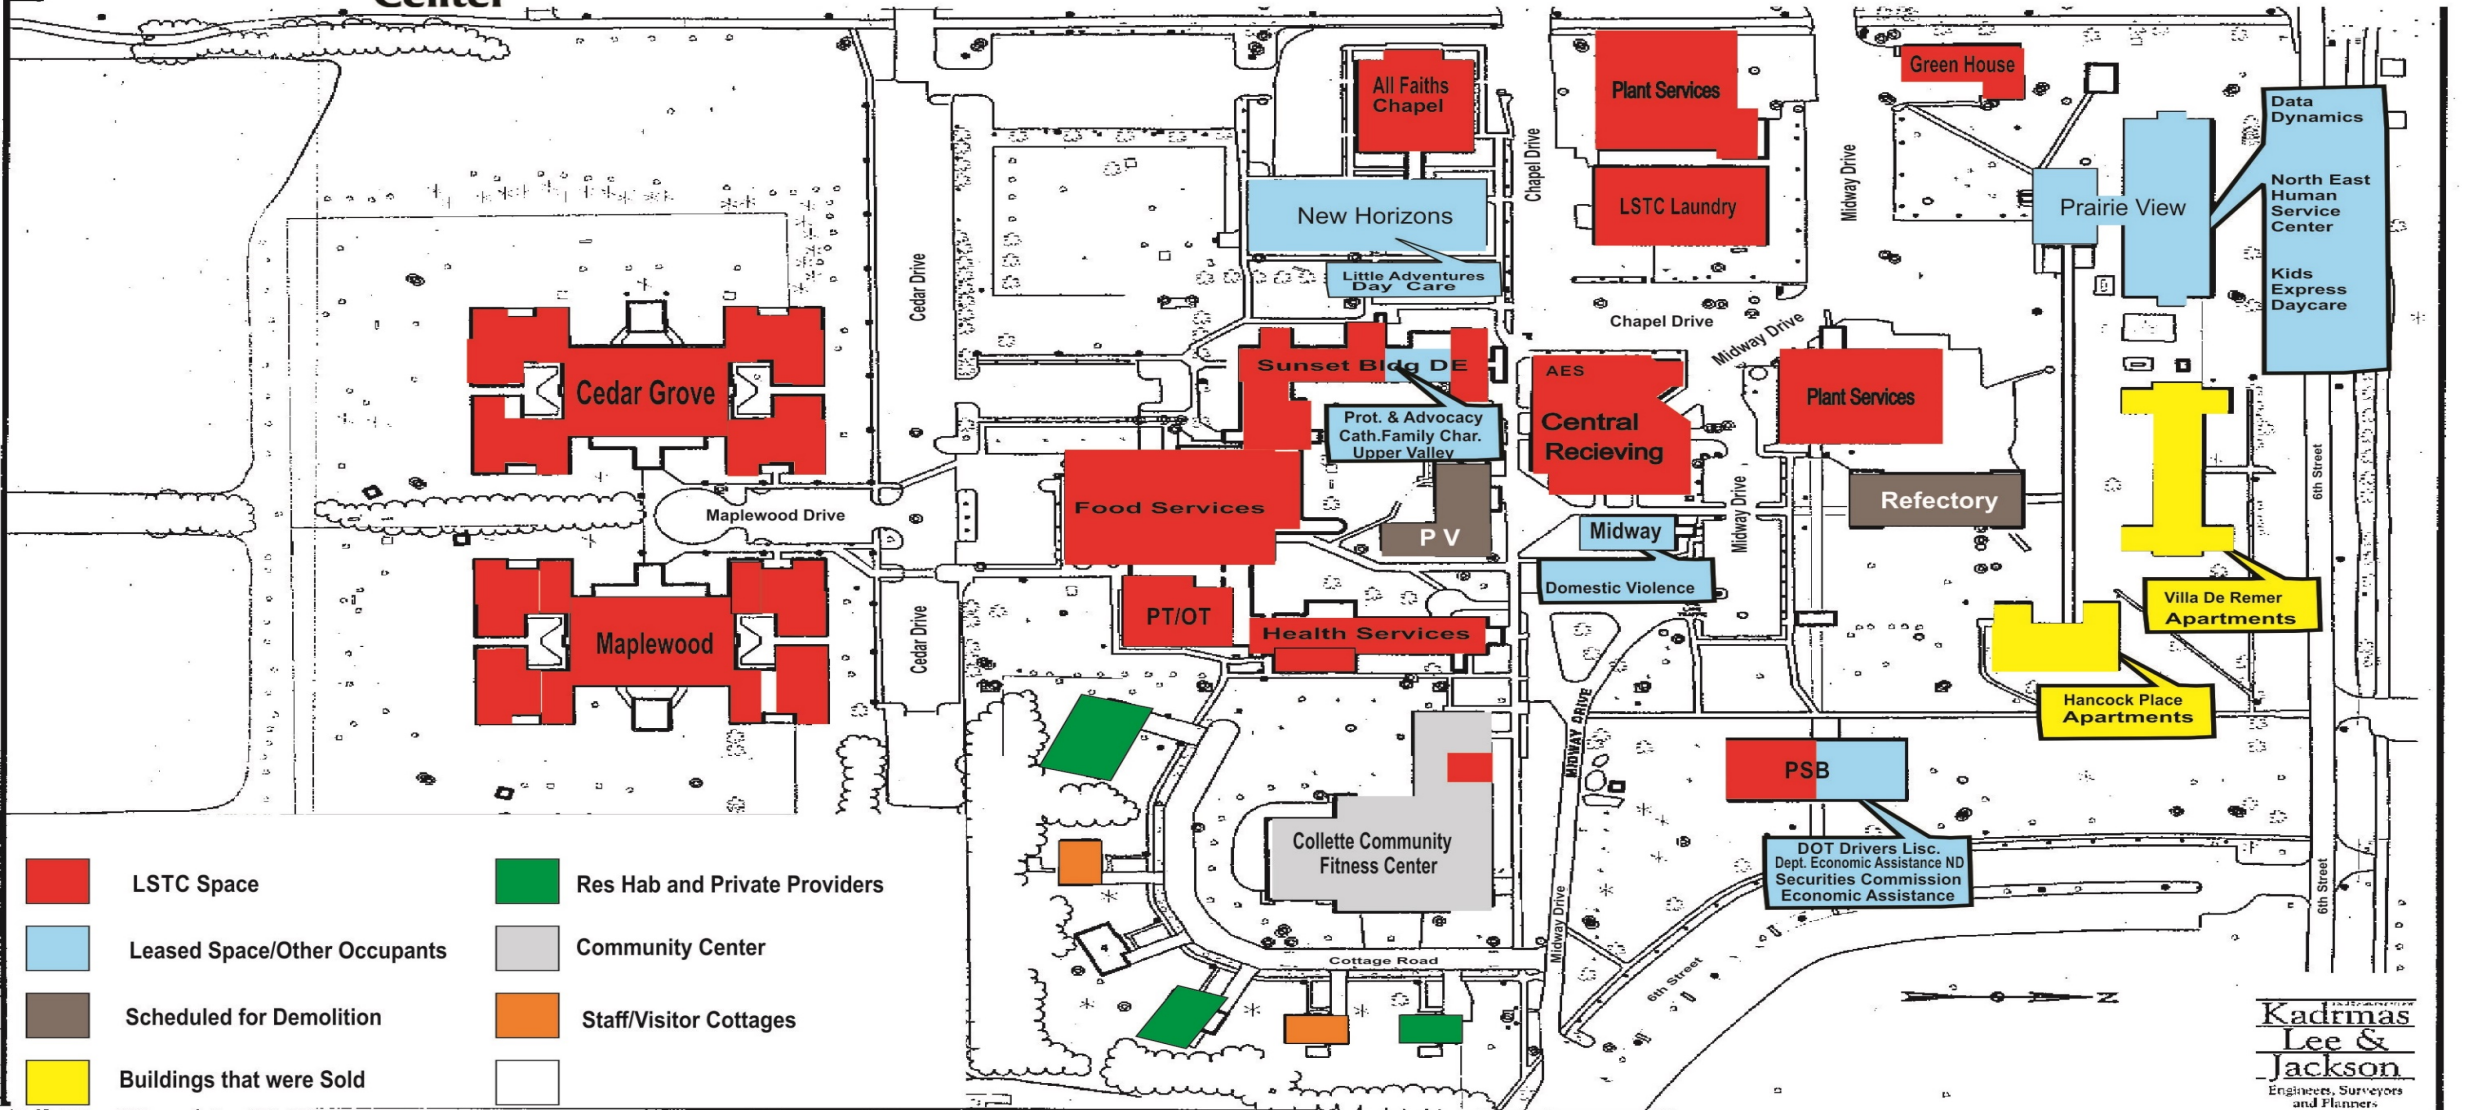 Center
All Faiths
Chapel
Plant Services
Green House
Data
Dynamics
North East
Human
Service
Center
Kids
Express
Daycare
Chapel Drive
Midway Drive
LSTC Laundry
New Horizons
Prairie View
Little Adventures
Day Care
Cedar Drive
Chapel Drive
Midway Drive
Sunset Bldg DE
AES
Central
Recieving
Plant Services
Cedar Grove
Prot. & Advocacy
Cath.Family Char.
Upper Valley
6th Street
Maplewood Drive
Food Services
P V
Midway
Midway Drive
Refectory
Domestic Violence
Villa De Remer
Apartments
Cedar Drive
Maplewood
PT/OT
Health Services
Hancock Place
Apartments
MIDWAY DRIVE
PSB
Collette Community
Fitness Center
DOT Drivers Lisc.
Dept. Economic Assistance ND
Securities Commission
Economic Assistance
6th Street
Midway Drive
4
Cottage Road
6th Street
N
LSTC Space
Res Hab and Private Providers
Leased Space/Other Occupants
Community Center
Scheduled for Demolition
Staff/Visitor Cottages
Buildings that were Sold
Kadrmas
Lee &
Jackson
Engineers, Surveyors
and Planners